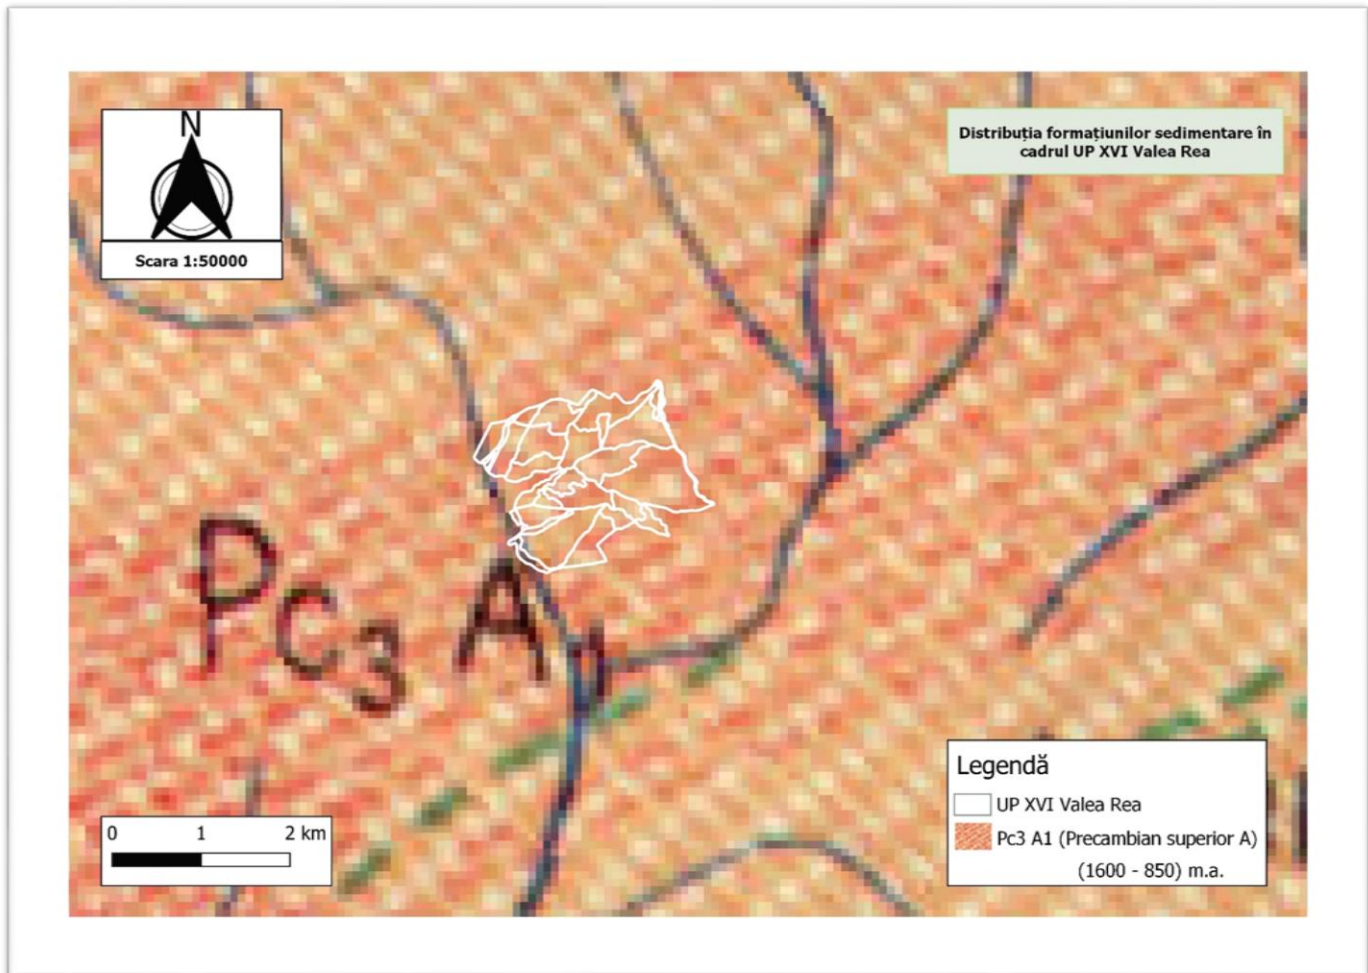 N
Scara 1:50000
Distribuția formațiunilor sedimentare în
cadrul UP XVI Valea Rea
Pc3 A1
0 1 2 km
Legendă
UP XVI Valea Rea
Pc3 A1 (Precambian superior A)
(1600 - 850) m.a.